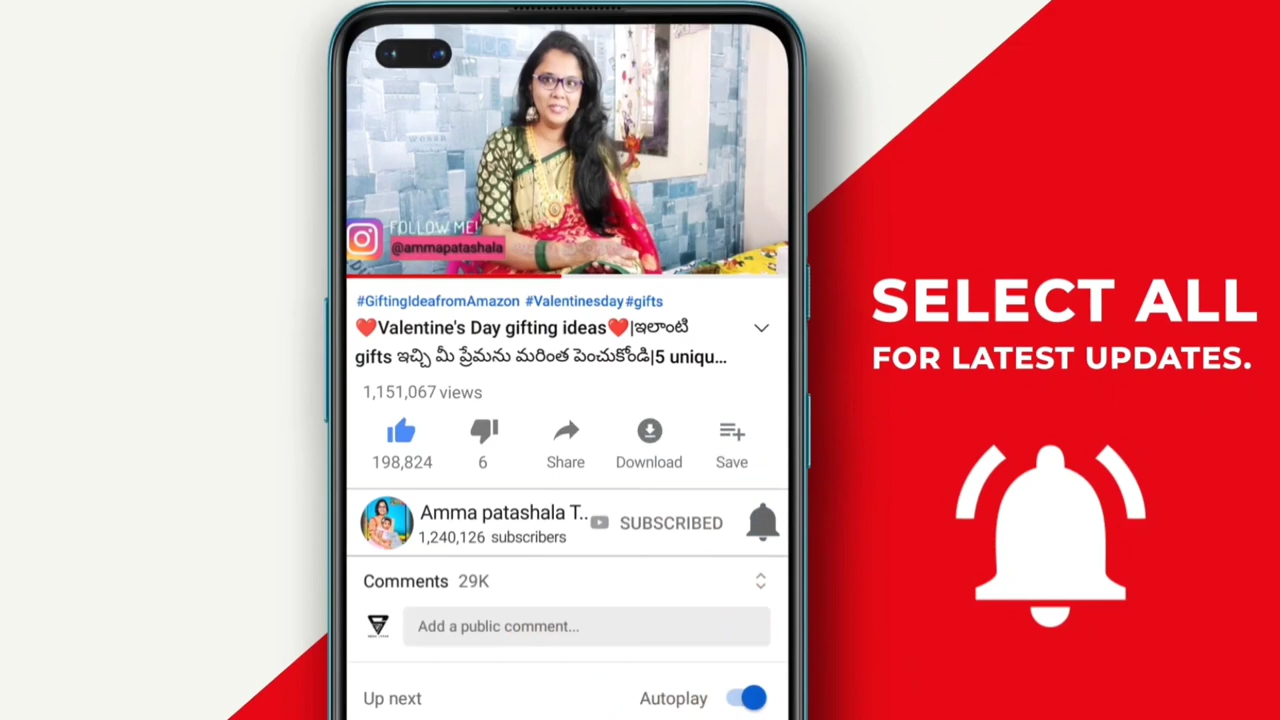 FOLLOW ME!
@ammapatashala
#GiftingIdeafromAmazon #Valentinesday #gifts
❤️Valentine's Day gifting ideas❤️|ఇలాంటి
gifts ఇచ్చి మీ ప్రేమను మరింత పెంచుకోండి|5 uniqu...
1,151,067 views
198,824
6
Share
Download
Save
Amma patashala T..
1,240,126 subscribers
SUBSCRIBED
Comments 29K
Add a public comment...
Up next
Autoplay
SELECT ALL
FOR LATEST UPDATES.